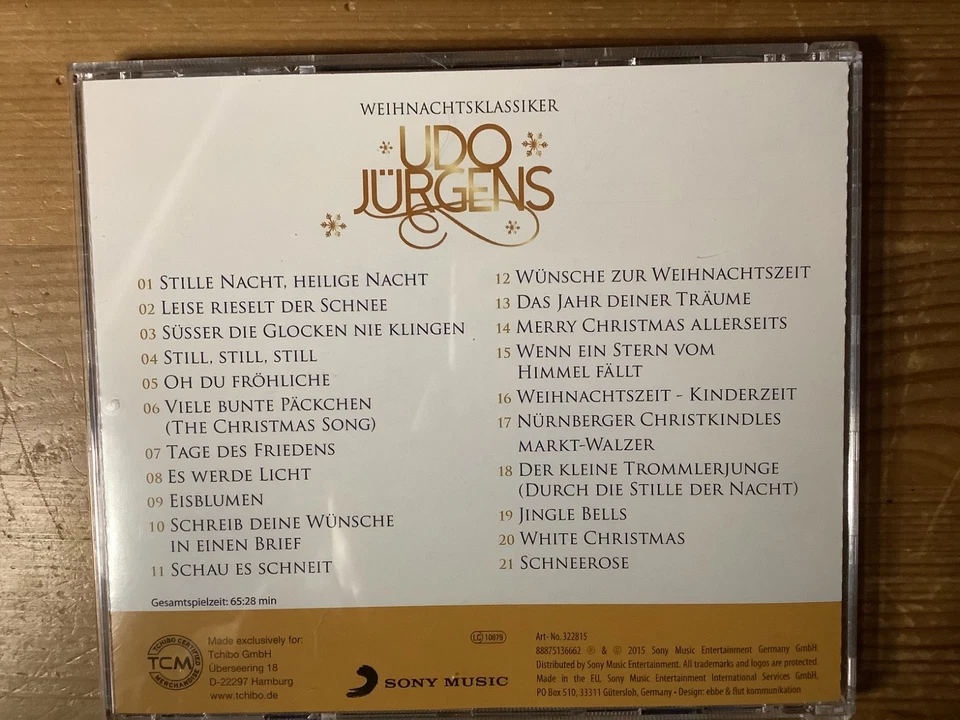 WEIHNACHTSKLASSIKER
UDO
JÜRGENS
01 STILLE NACHT, HEILIGE NACHT
02 LEISE RIESELT DER SCHNEE
03 SÜSSER DIE GLOCKEN NIE KLINGEN
04 STILL, STILL, STILL
05 OH DU FRÖHLICHE
06 VIELE BUNTE PÄCKCHEN
(THE CHRISTMAS SONG)
07 TAGE DES FRIEDENS
08 ES WERDE LICHT
09 EISBLUMEN
10 SCHREIB DEINE WÜNSCHE
IN EINEN BRIEF
11 SCHAU ES SCHNEIT
12 WÜNSCHE ZUR WEIHNACHTSZEIT
13 DAS JAHR DEINER TRÄUME
14 MERRY CHRISTMAS ALLERSEITS
15 WENN EIN STERN VOM
HIMMEL FÄLLT
16 WEIHNACHTSZEIT - KINDERZEIT
17 NÜRNBERGER CHRISTKINDLES
MARKT-WALZER
18 DER KLEINE TROMMLERJUNGE
(DURCH DIE STILLE DER NACHT)
19 JINGLE BELLS
20 WHITE CHRISTMAS
21 SCHNEEROSE
Gesamtspielzeit: 65:28 min
TCHIBO CERTIFIED
TCM
MERCHANDISE
Made exclusively for:
Tchibo GmbH
Überseering 18
D-22297 Hamburg
www.tchibo.de
SONY MUSIC
LC 10879
Art- No. 322815
88875136662 ℗ & © 2015 Sony Music Entertainment Germany GmbH.
Distributed by Sony Music Entertainment. All trademarks and logos are protected.
Made in the EU. Sony Music Entertainment International Services GmbH,
PO Box 510, 33311 Gütersloh, Germany • Design: ebbe & flut kommunikation